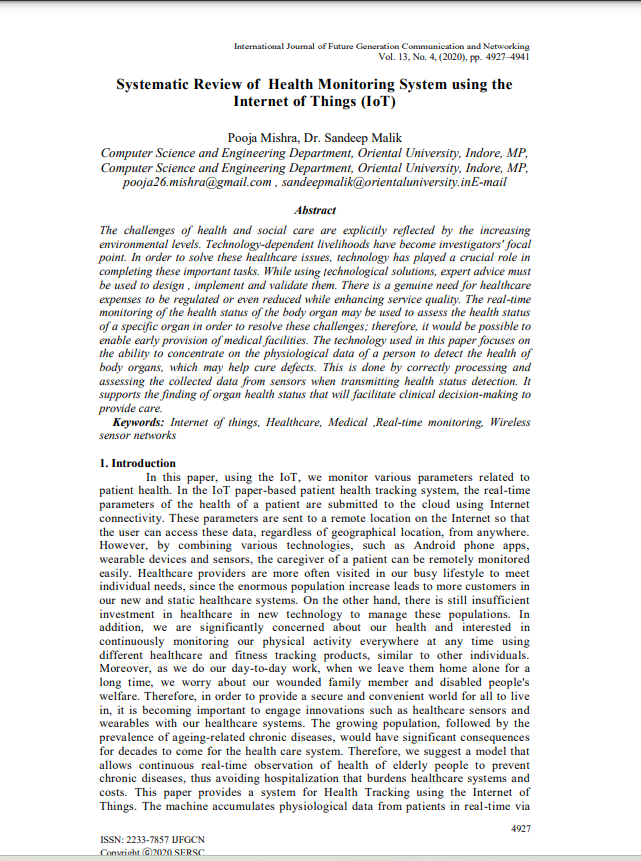 International Journal of Future Generation Communication and Networking
Vol. 13, No. 4, (2020), pp. 4927–4941
Systematic Review of Health Monitoring System using the
Internet of Things (IoT)
Pooja Mishra, Dr. Sandeep Malik
Computer Science and Engineering Department, Oriental University, Indore, MP,
Computer Science and Engineering Department, Oriental University, Indore, MP,
pooja26.mishra@gmail.com , sandeepmalik@orientaluniversity.inE-mail
Abstract
The challenges of health and social care are explicitly reflected by the increasing
environmental levels. Technology-dependent livelihoods have become investigators' focal
point. In order to solve these healthcare issues, technology has played a crucial role in
completing these important tasks. While using technological solutions, expert advice must
be used to design , implement and validate them. There is a genuine need for healthcare
expenses to be regulated or even reduced while enhancing service quality. The real-time
monitoring of the health status of the body organ may be used to assess the health status
of a specific organ in order to resolve these challenges; therefore, it would be possible to
enable early provision of medical facilities. The technology used in this paper focuses on
the ability to concentrate on the physiological data of a person to detect the health of
body organs, which may help cure defects. This is done by correctly processing and
assessing the collected data from sensors when transmitting health status detection. It
supports the finding of organ health status that will facilitate clinical decision-making to
provide care.
Keywords: Internet of things, Healthcare, Medical ,Real-time monitoring, Wireless
sensor networks
1. Introduction
In this paper, using the IoT, we monitor various parameters related to
patient health. In the IoT paper-based patient health tracking system, the real-time
parameters of the health of a patient are submitted to the cloud using Internet
connectivity. These parameters are sent to a remote location on the Internet so that
the user can access these data, regardless of geographical location, from anywhere.
However, by combining various technologies, such as Android phone apps,
wearable devices and sensors, the caregiver of a patient can be remotely monitored
easily. Healthcare providers are more often visited in our busy lifestyle to meet
individual needs, since the enormous population increase leads to more customers in
our new and static healthcare systems. On the other hand, there is still insufficient
investment in healthcare in new technology to manage these populations. In
addition, we are significantly concerned about our health and interested in
continuously monitoring our physical activity everywhere at any time using
different healthcare and fitness tracking products, similar to other individuals.
Moreover, as we do our day-to-day work, when we leave them home alone for a
long time, we worry about our wounded family member and disabled people's
welfare. Therefore, in order to provide a secure and convenient world for all to live
in, it is becoming important to engage innovations such as healthcare sensors and
wearables with our healthcare systems. The growing population, followed by the
prevalence of ageing-related chronic diseases, would have significant consequences
for decades to come for the health care system. Therefore, we suggest a model that
allows continuous real-time observation of health of elderly people to prevent
chronic diseases, thus avoiding hospitalization that burdens healthcare systems and
costs. This paper provides a system for Health Tracking using the Internet of
Things. The machine accumulates physiological data from patients in real-time via
4927
ISSN: 2233-7857 IJFGCN
Copyright ⓒ2020 SERSC